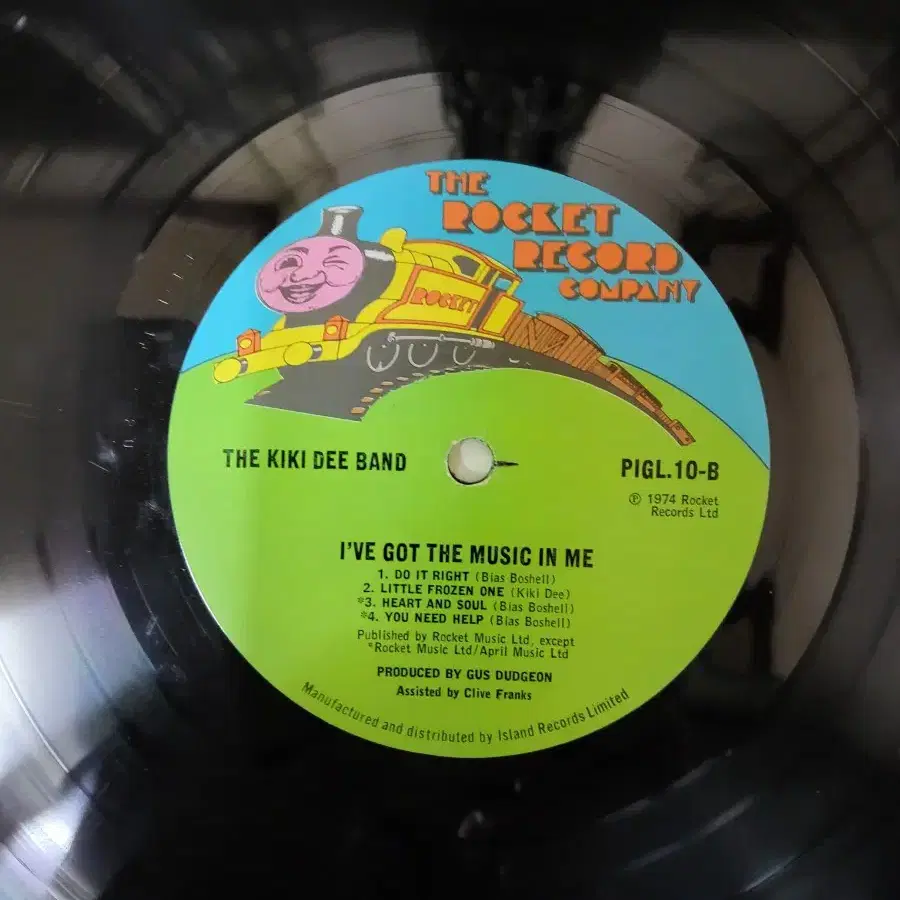 THE
ROCKET
RECORD
COMPANY
ROCKET
THE KIKI DEE BAND
PIGL.10-B
Ⓟ 1974 Rocket
Records Ltd
I'VE GOT THE MUSIC IN ME
1. DO IT RIGHT (Bias Boshell)
2. LITTLE FROZEN ONE (Kiki Dee)
*3. HEART AND SOUL (Bias Boshell)
*4. YOU NEED HELP (Bias Boshell)
Published by Rocket Music Ltd, except
*Rocket Music Ltd/April Music Ltd
PRODUCED BY GUS DUDGEON
Assisted by Clive Franks
Manufactured and distributed by Island Records Limited